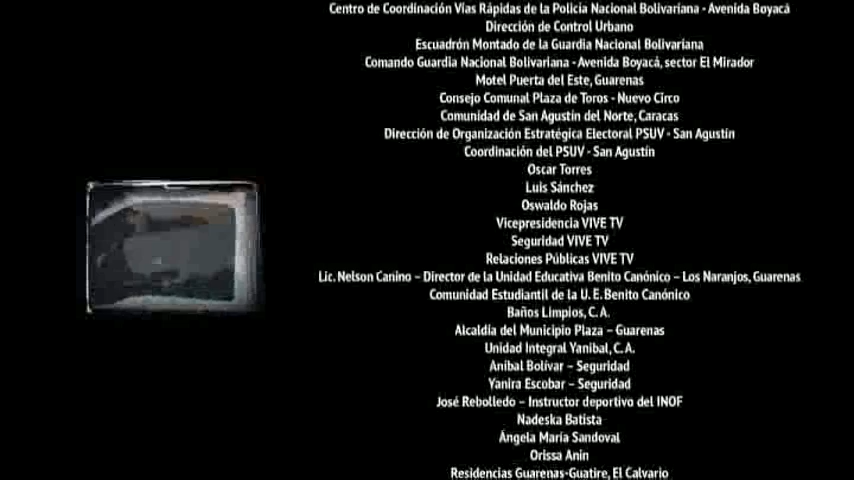 Centro de Coordinación Vías Rápidas de la Policía Nacional Bolivariana - Avenida Boyacá
Dirección de Control Urbano
Escuadrón Montado de la Guardia Nacional Bolivariana
Comando Guardia Nacional Bolivariana - Avenida Boyacá, sector El Mirador
Motel Puerta del Este, Guarenas
Consejo Comunal Plaza de Toros - Nuevo Circo
Comunidad de San Agustín del Norte, Caracas
Dirección de Organización Estratégica Electoral PSUV - San Agustín
Coordinación del PSUV - San Agustín
Oscar Torres
Luis Sánchez
Oswaldo Rojas
Vicepresidencia VIVE TV
Seguridad VIVE TV
Relaciones Públicas VIVE TV
Lic. Nelson Canino – Director de la Unidad Educativa Benito Canónico – Los Naranjos, Guarenas
Comunidad Estudiantil de la U. E. Benito Canónico
Baños Limpios, C. A.
Alcaldía del Municipio Plaza – Guarenas
Unidad Integral Yanibal, C. A.
Anibal Bolívar – Seguridad
Yanira Escobar – Seguridad
José Rebolledo – Instructor deportivo del INOF
Nadeska Batista
Ángela María Sandoval
Orissa Anin
Residencias Guarenas-Guatire, El Calvario